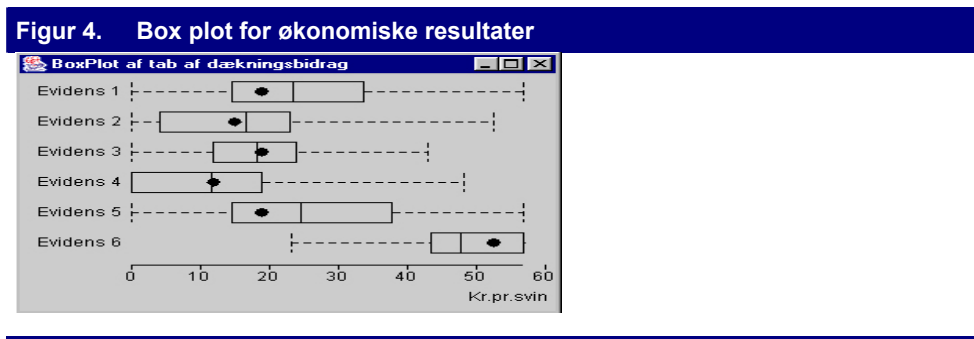 Figur 4. Box plot for økonomiske resultater
BoxPlot af tab af dækningsbidrag
Evidens 1
Evidens 2
Evidens 3
Evidens 4
Evidens 5
Evidens 6
0 10 20 30 40 50 60
Kr.pr.svin